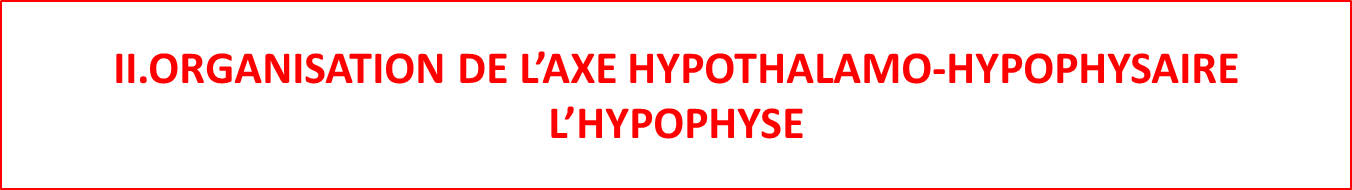 II.ORGANISATION DE L’AXE HYPOTHALAMO-HYPOPHYSAIRE
L’HYPOPHYSE